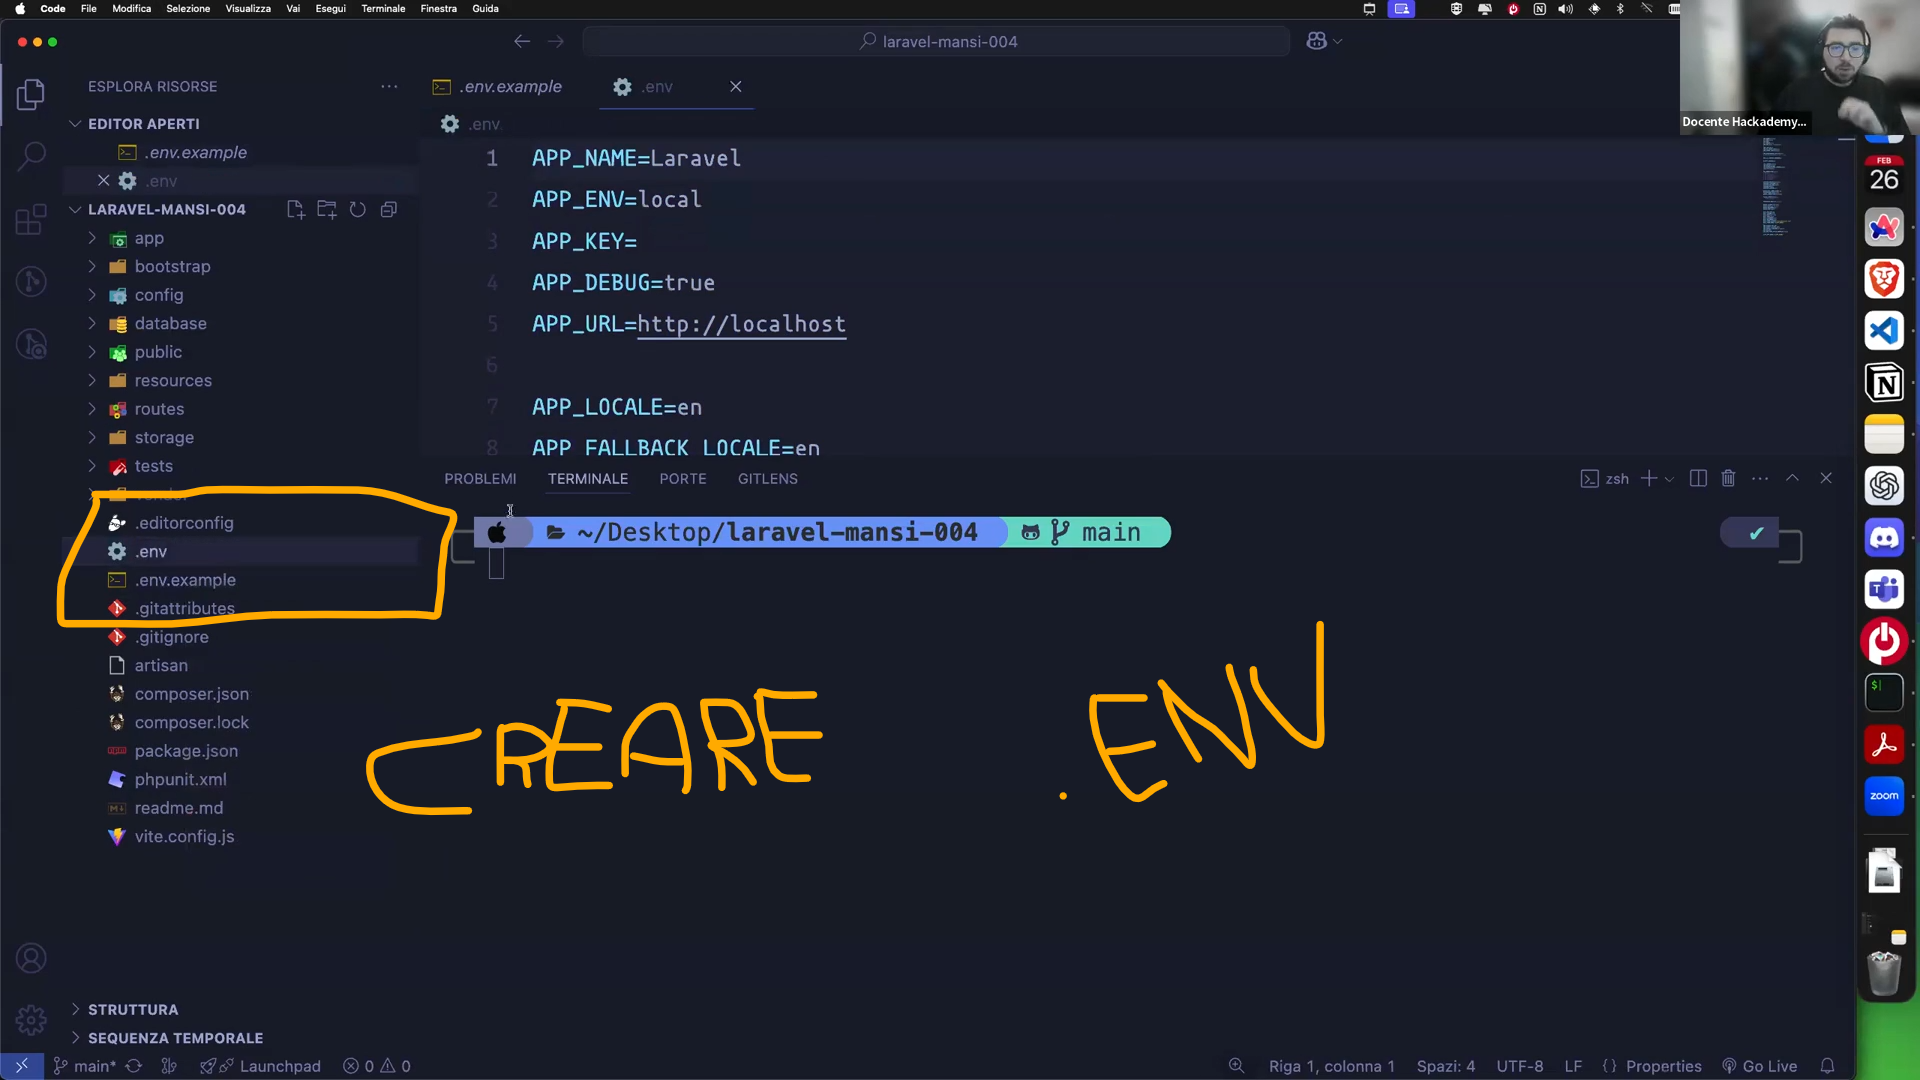 Code File Modifica Selezione Visualizza Vai Esegui Terminale Finestra Guida
laravel-mansi-004
Docente Hackademy...
ESPLORA RISORSE
.env.example
.env
EDITOR APERTI
.env.example
.env
LARAVEL-MANSI-004
app
bootstrap
config
database
public
resources
routes
storage
tests
.editorconfig
.env
.env.example
.gitattributes
.gitignore
artisan
composer.json
composer.lock
package.json
phpunit.xml
readme.md
vite.config.js
STRUTTURA
SEQUENZA TEMPORALE
.env
1 APP_NAME=Laravel
2 APP_ENV=local
3 APP_KEY=
4 APP_DEBUG=true
5 APP_URL=http://localhost
6
7 APP_LOCALE=en
8 APP_FALLBACK_LOCALE=en
PROBLEMI TERMINALE PORTE GITLENS
zsh
~/Desktop/laravel-mansi-004 main
CREARE .ENV
FEB
26
zoom
main* Launchpad 0 0
Riga 1, colonna 1 Spazi: 4 UTF-8 LF {} Properties Go Live